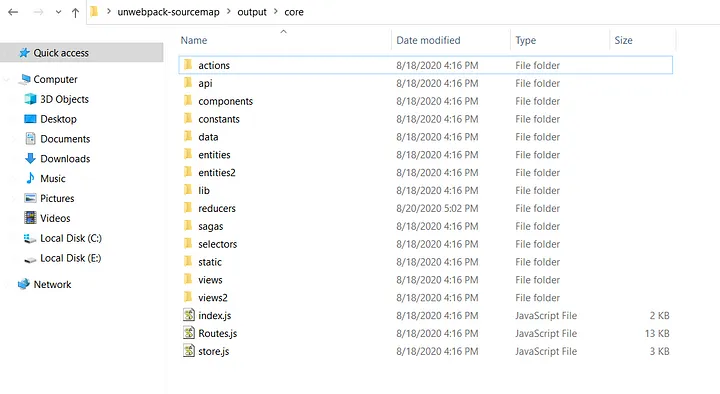 unwebpack-sourcemap > output > core
Name Date modified Type Size
Quick access
Computer
3D Objects
Desktop
Documents
Downloads
Music
Pictures
Videos
Local Disk (C:)
Local Disk (E:)
Network
actions 8/18/2020 4:16 PM File folder
api 8/18/2020 4:16 PM File folder
components 8/18/2020 4:16 PM File folder
constants 8/18/2020 4:16 PM File folder
data 8/18/2020 4:16 PM File folder
entities 8/18/2020 4:16 PM File folder
entities2 8/18/2020 4:16 PM File folder
lib 8/18/2020 4:16 PM File folder
reducers 8/20/2020 5:02 PM File folder
sagas 8/18/2020 4:16 PM File folder
selectors 8/18/2020 4:16 PM File folder
static 8/18/2020 4:16 PM File folder
views 8/18/2020 4:16 PM File folder
views2 8/18/2020 4:16 PM File folder
index.js 8/18/2020 4:16 PM JavaScript File 2 KB
Routes.js 8/18/2020 4:16 PM JavaScript File 13 KB
store.js 8/18/2020 4:16 PM JavaScript File 3 KB